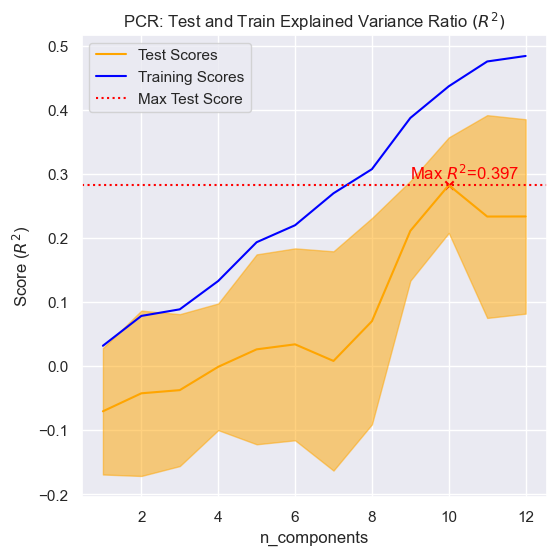 PCR: Test and Train Explained Variance Ratio (R²)
Test Scores
Training Scores
Max Test Score
Max R²=0.397
0.5
0.4
0.3
0.2
0.1
0.0
−0.1
−0.2
Score (R²)
2 4 6 8 10 12
n_components